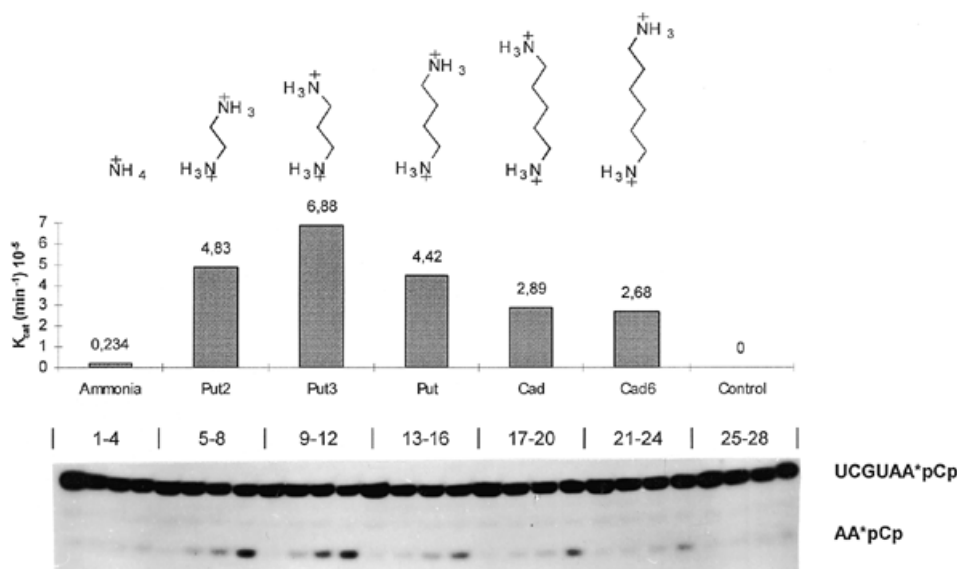 NH3 H3N NH3 H3N NH3
H3N
NH4 H3N H3N H3N NH3 H3N
6,88
4,83
4,42
2,89
2,68
0,234
0
Kcat (min-1) 10-5
7
6
5
4
3
2
1
0
Ammonia Put2 Put3 Put Cad Cad6 Control
| 1-4 | 5-8 | 9-12 | 13-16 | 17-20 | 21-24 | 25-28 |
UCGUAA*pCp
AA*pCp